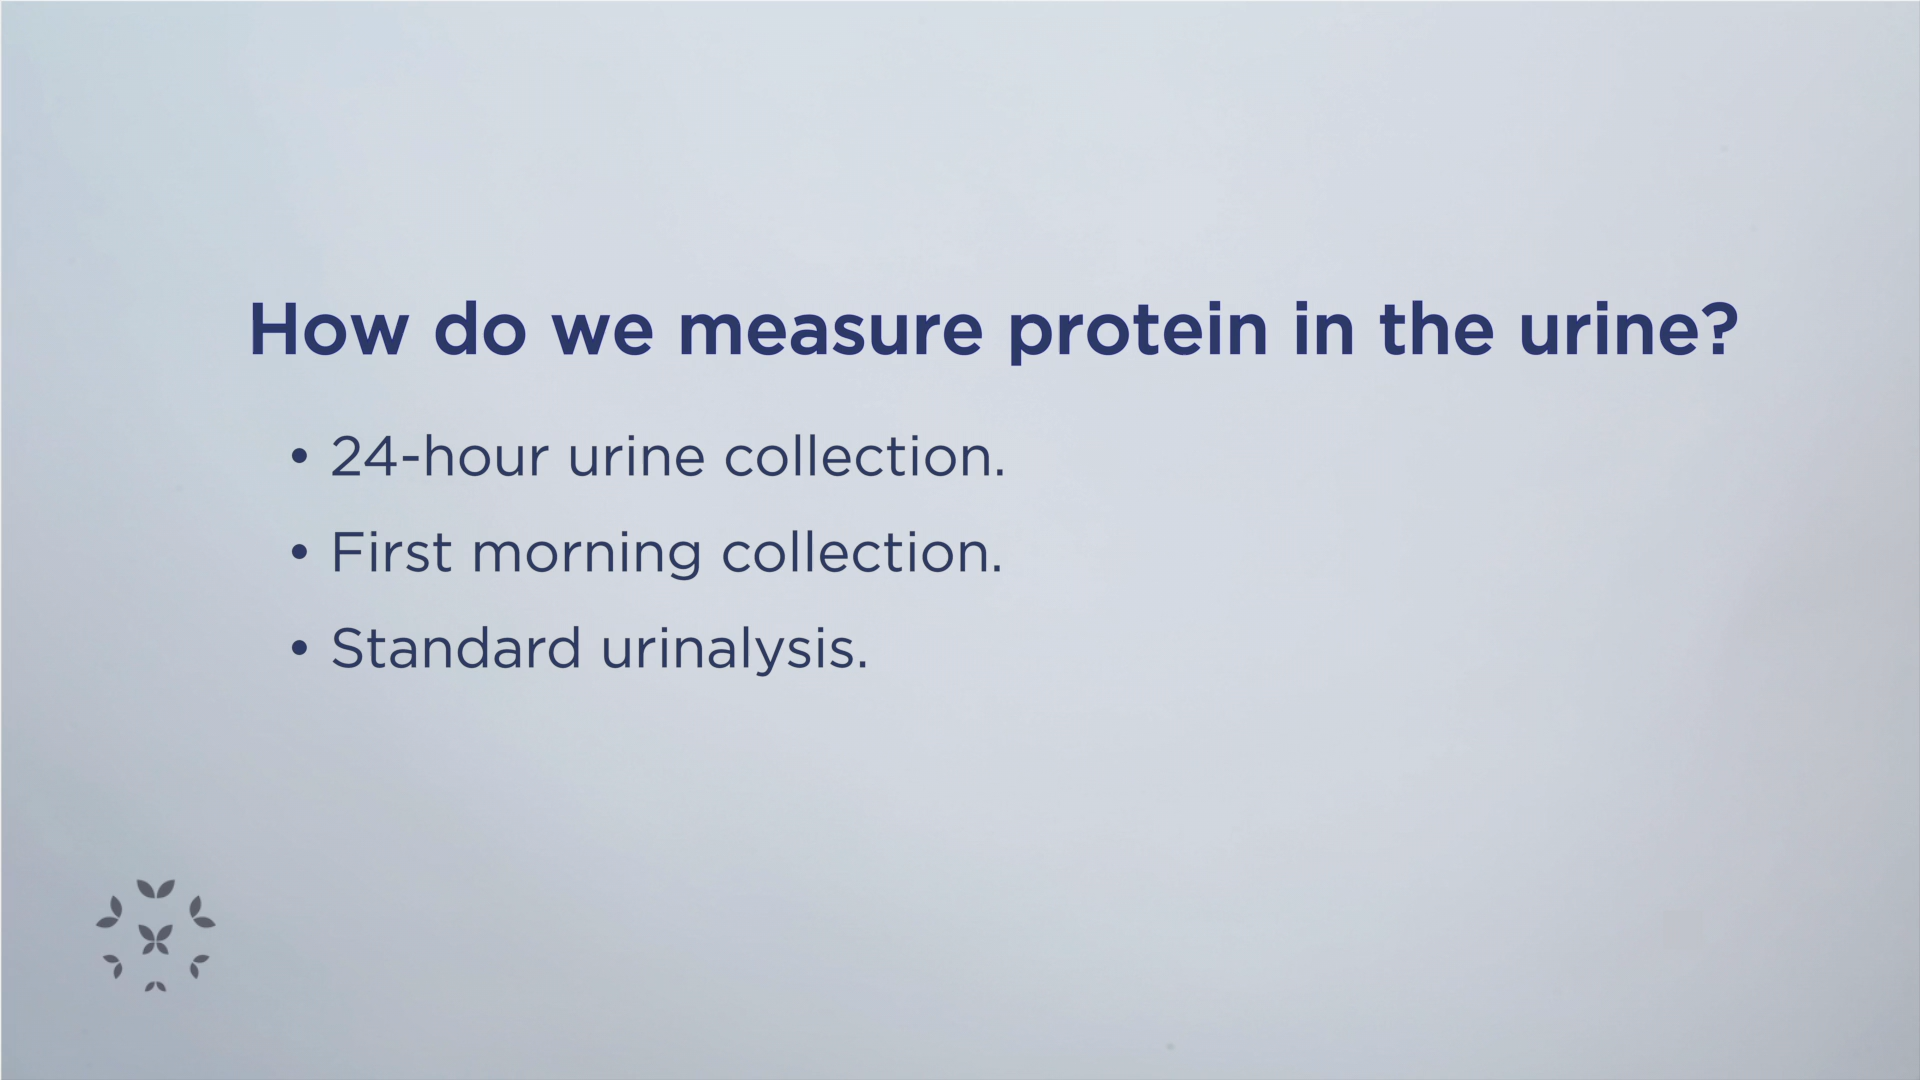 How do we measure protein in the urine?
• 24-hour urine collection.
• First morning collection.
• Standard urinalysis.